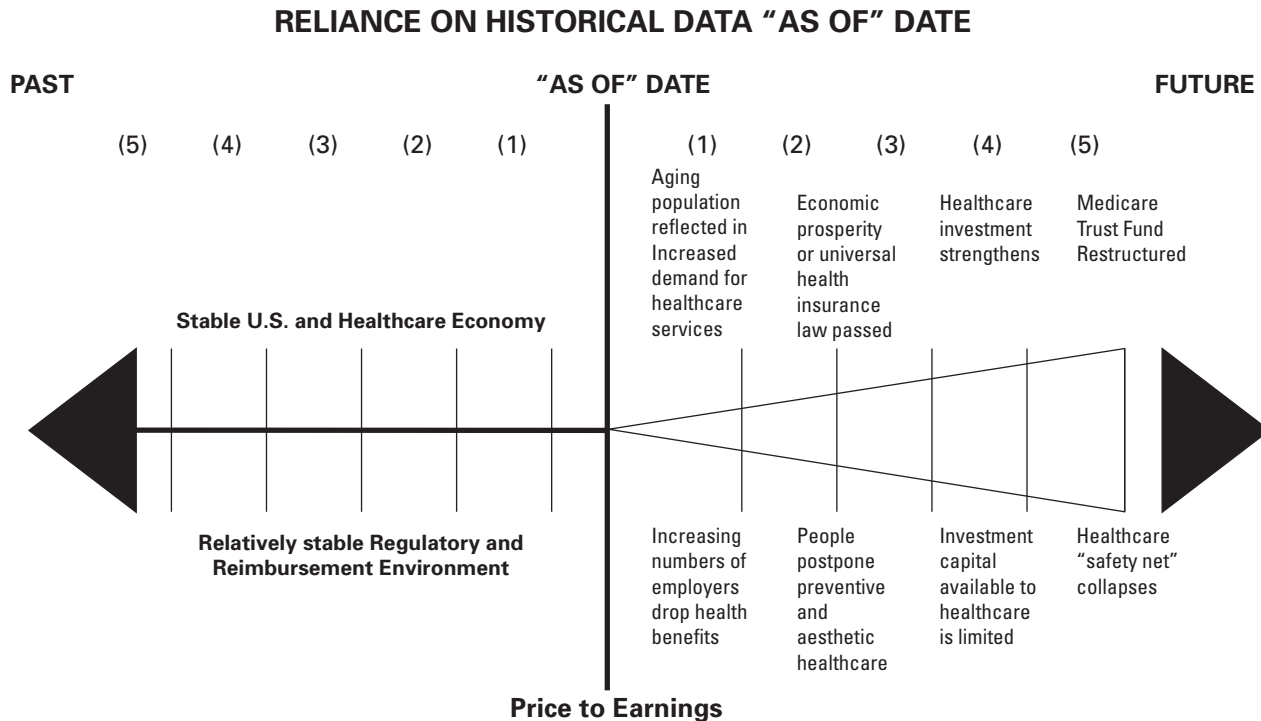 RELIANCE ON HISTORICAL DATA “AS OF” DATE
PAST
“AS OF” DATE
FUTURE
(5) (4) (3) (2) (1)
(1) (2) (3) (4) (5)
Aging
population
reflected in
Increased
demand for
healthcare
services
Economic
prosperity
or universal
health
insurance
law passed
Healthcare
investment
strengthens
Medicare
Trust Fund
Restructured
Stable U.S. and Healthcare Economy
Relatively stable Regulatory and
Reimbursement Environment
Increasing
numbers of
employers
drop health
benefits
People
postpone
preventive
and
aesthetic
healthcare
Investment
capital
available to
healthcare
is limited
Healthcare
“safety net”
collapses
Price to Earnings